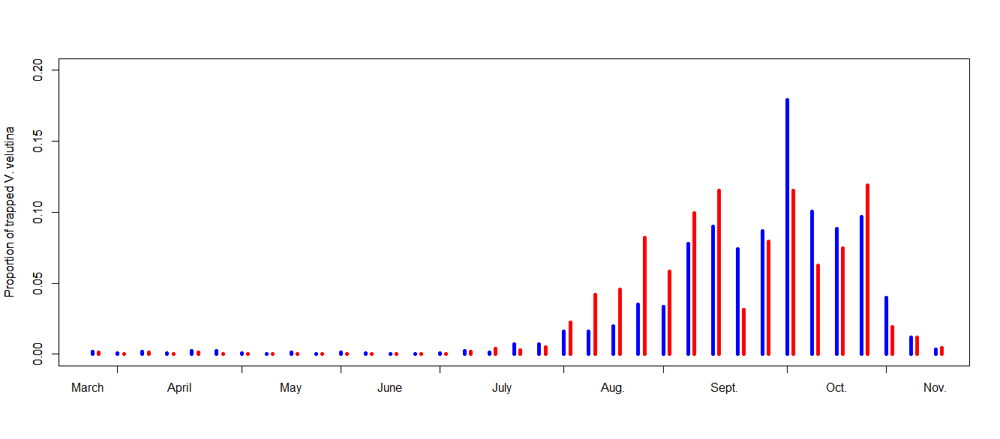 Proportion of trapped V. velutina
0.20
0.15
0.10
0.05
0.00
March April May June July Aug. Sept. Oct. Nov.